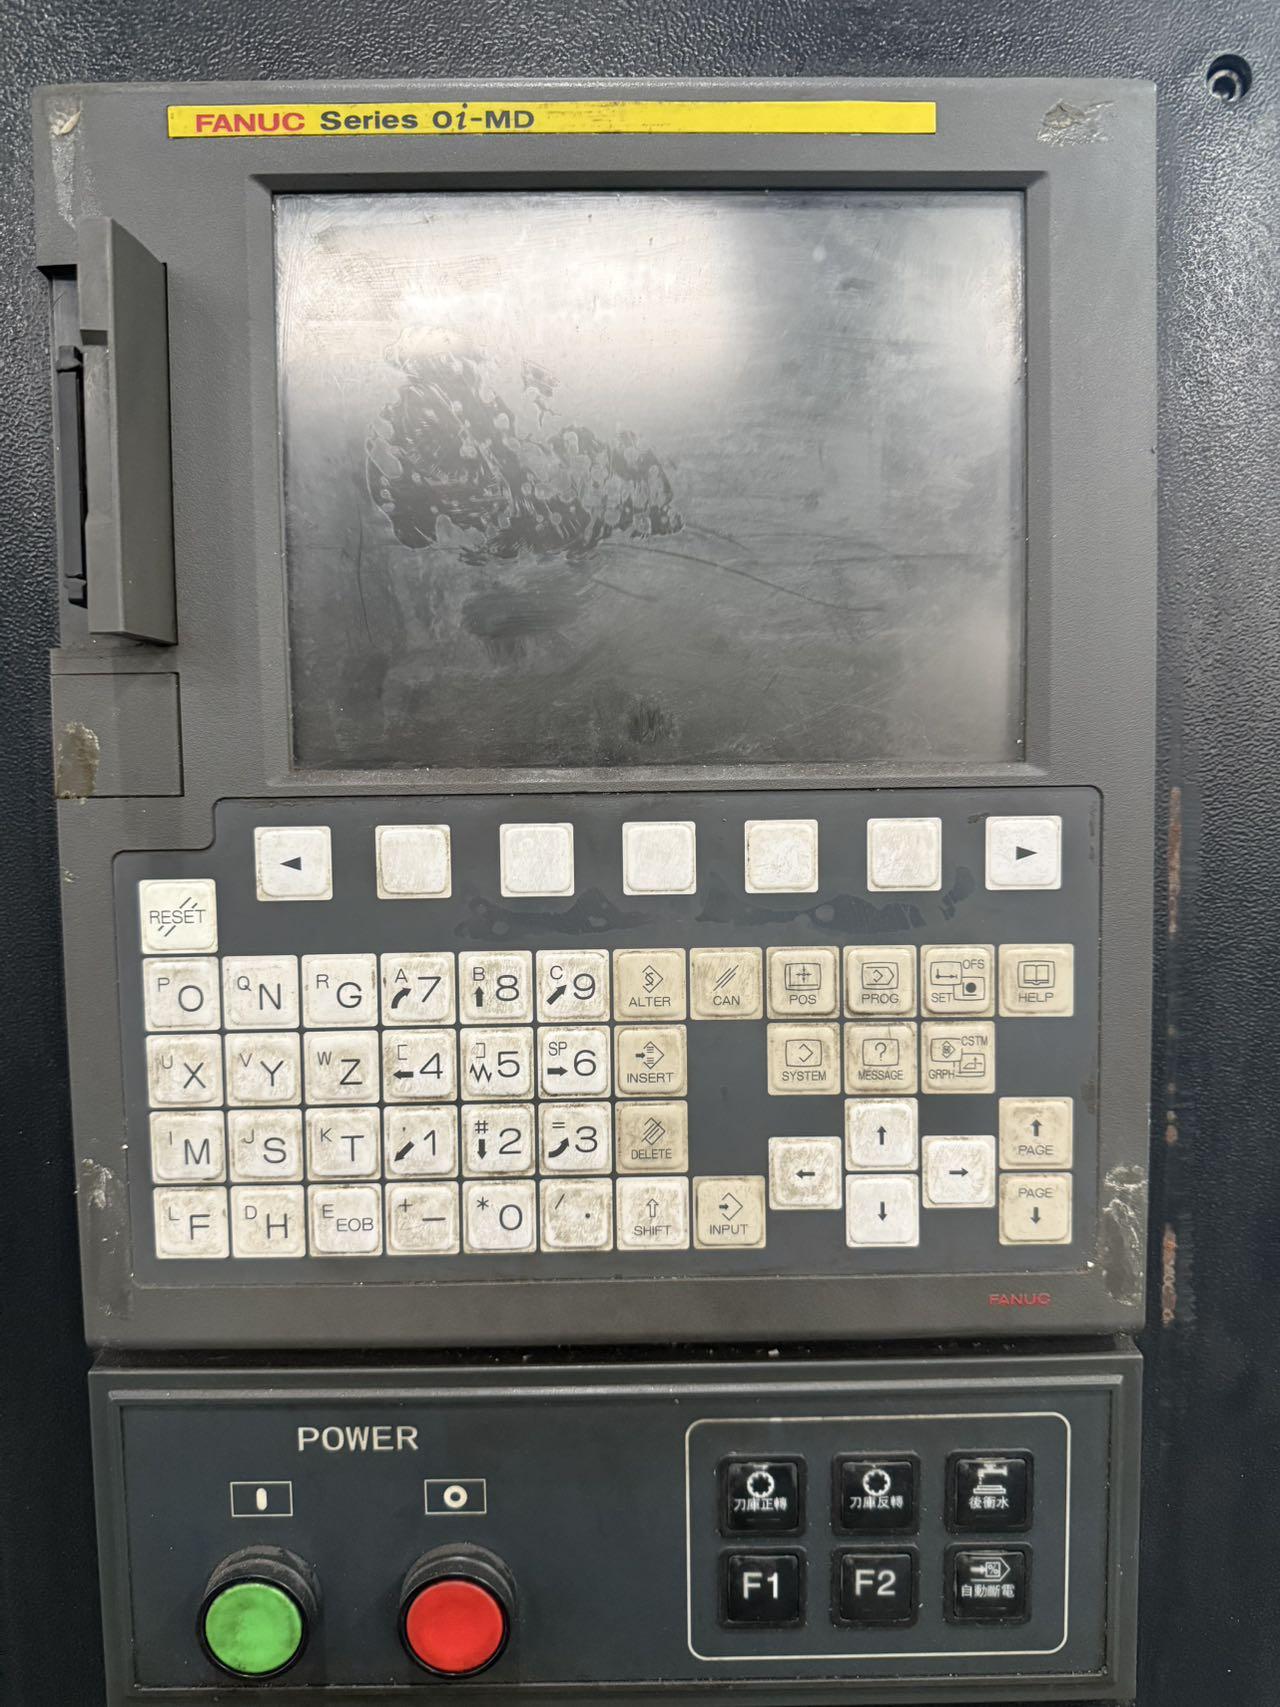 FANUC Series 0i-MD
◄ ►
RESET
P O Q N R G A 7 B 8 C 9 ALTER CAN POS PROG OFS SET HELP
U X V Y W Z [ 4 ] 5 SP 6 INSERT SYSTEM MESSAGE CSTM GRPH
I M J S K T , 1 # 2 = 3 DELETE ↑ ↑ PAGE
← →
L F D H E EOB + - * 0 / . SHIFT INPUT ↓ PAGE ↓
FANUC
POWER
刀庫正轉 刀庫反轉 後衝水
F1 F2 自動斷電